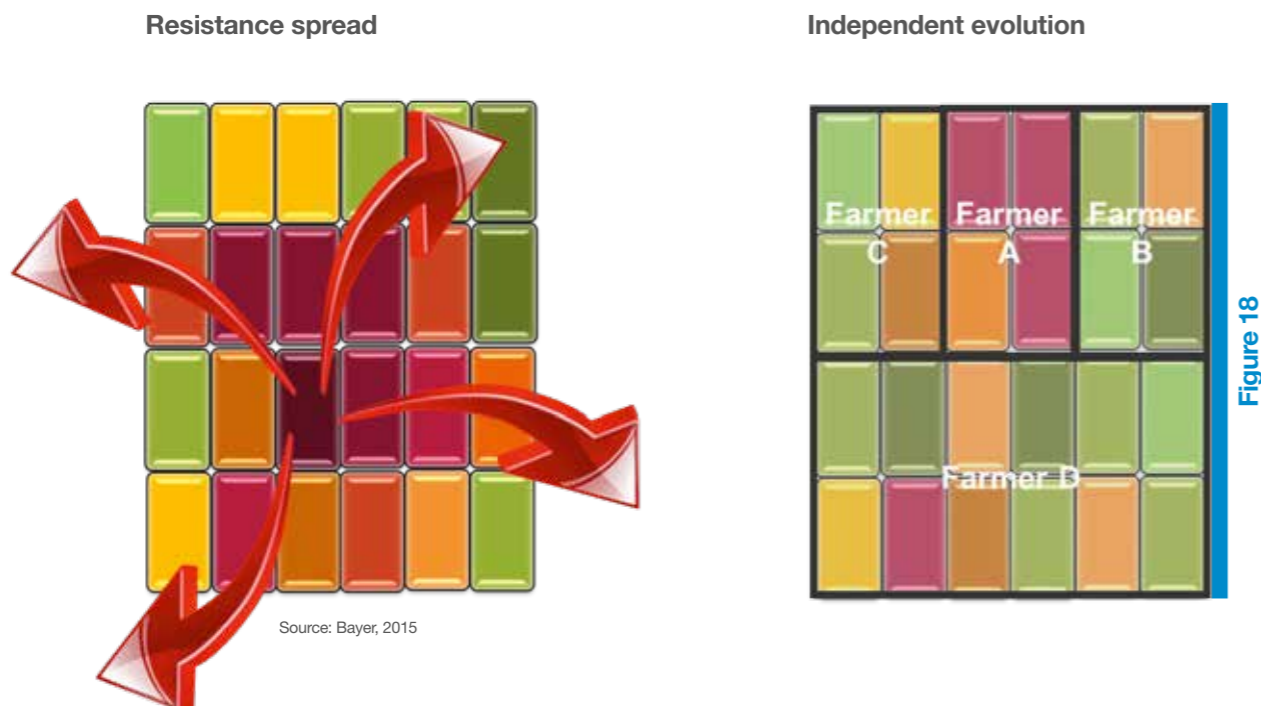 Resistance spread
Independent evolution
Farmer
C
Farmer
A
Farmer
B
Farmer D
Figure 18
Source: Bayer, 2015